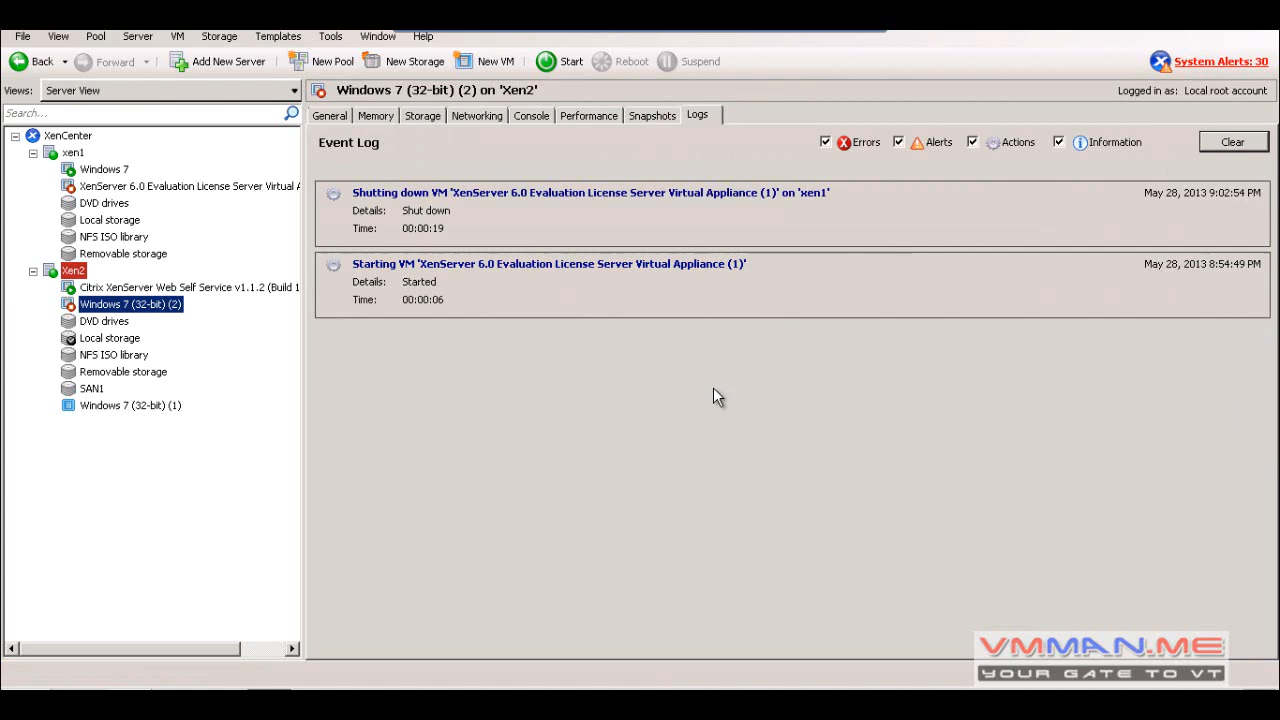 File View Pool Server VM Storage Templates Tools Window Help
Back Forward Add New Server New Pool New Storage New VM Start Reboot Suspend System Alerts: 30
Views: Server View Windows 7 (32-bit) (2) on 'Xen2' Logged in as: Local root account
Search... General Memory Storage Networking Console Performance Snapshots Logs
Event Log Errors Alerts Actions Information Clear
XenCenter
xen1
Windows 7
XenServer 6.0 Evaluation License Server Virtual A
DVD drives
Local storage
NFS ISO library
Removable storage
Xen2
Citrix XenServer Web Self Service v1.1.2 (Build 1
Windows 7 (32-bit) (2)
DVD drives
Local storage
NFS ISO library
Removable storage
SAN1
Windows 7 (32-bit) (1)
Shutting down VM 'XenServer 6.0 Evaluation License Server Virtual Appliance (1)' on 'xen1' May 28, 2013 9:02:54 PM
Details: Shut down
Time: 00:00:19
Starting VM 'XenServer 6.0 Evaluation License Server Virtual Appliance (1)' May 28, 2013 8:54:49 PM
Details: Started
Time: 00:00:06
VMMAN.ME
YOUR GATE TO VT